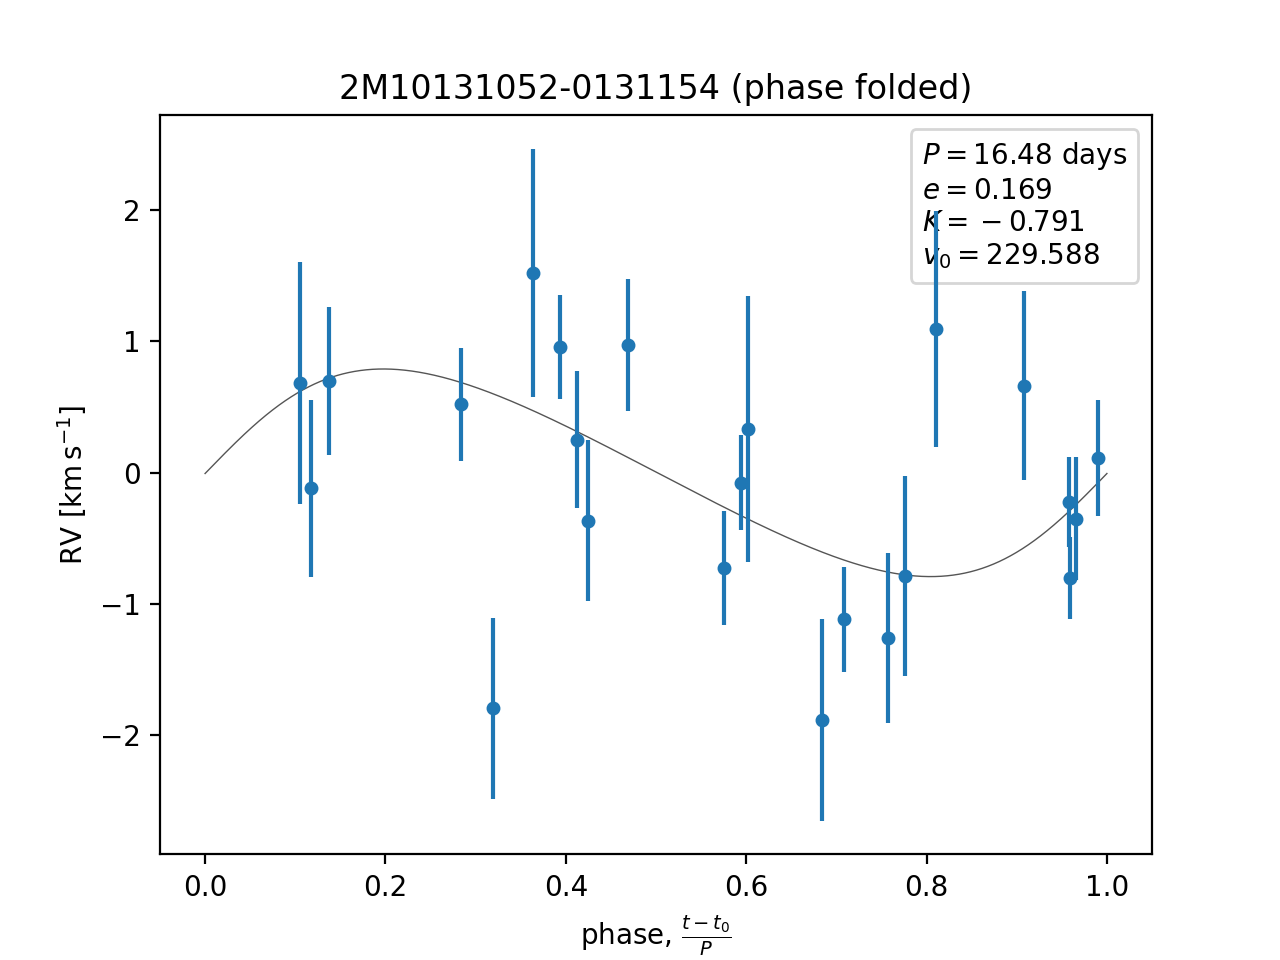 2M10131052-0131154 (phase folded)
P = 16.48 days
e = 0.169
K = −0.791
v₀ = 229.588
RV [km s⁻¹]
2
1
0
−1
−2
0.0 0.2 0.4 0.6 0.8 1.0
phase, (t − t₀)/P